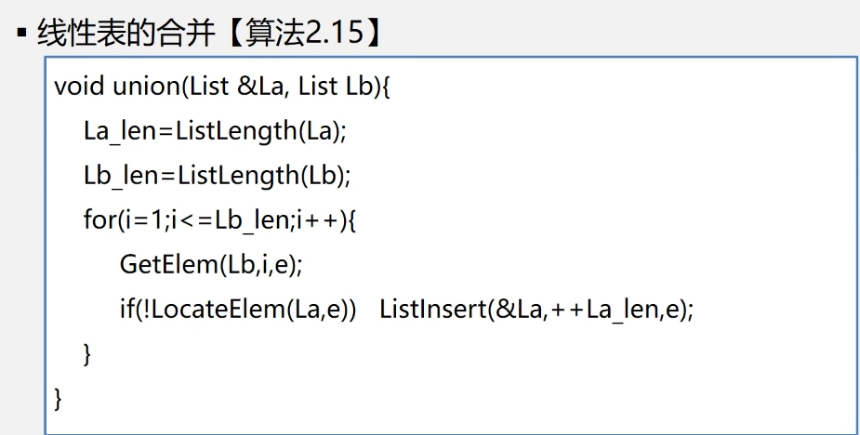 ▪ 线性表的合并【算法2.15】
void union(List &La, List Lb){
La_len=ListLength(La);
Lb_len=ListLength(Lb);
for(i=1;i<=Lb_len;i++){
GetElem(Lb,i,e);
if(!LocateElem(La,e)) ListInsert(&La,++La_len,e);
}
}